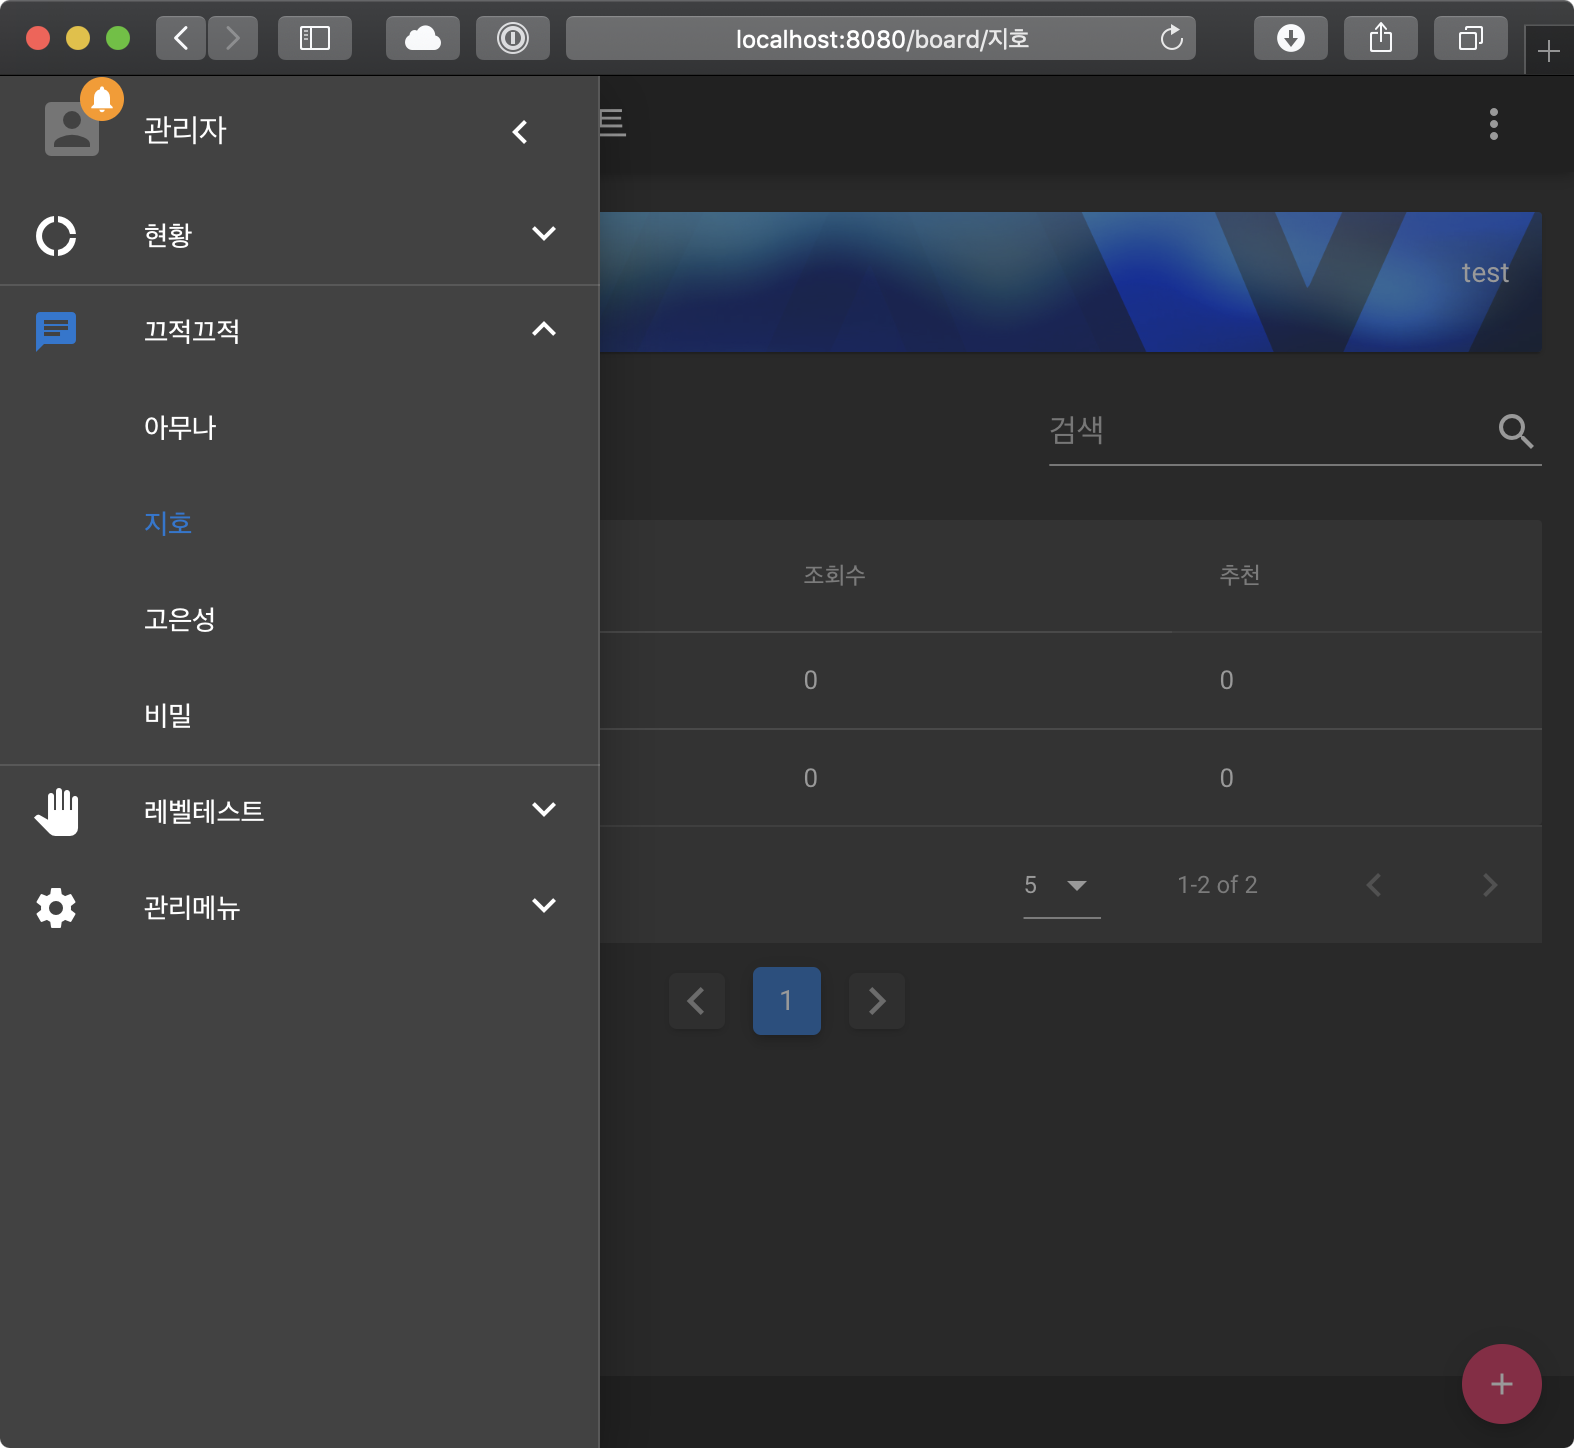 localhost:8080/board/지호
관리자
현황
끄적끄적
아무나
지호
고은성
비밀
레벨테스트
관리메뉴
test
검색
조회수 추천
0 0
0 0
5 1-2 of 2
1